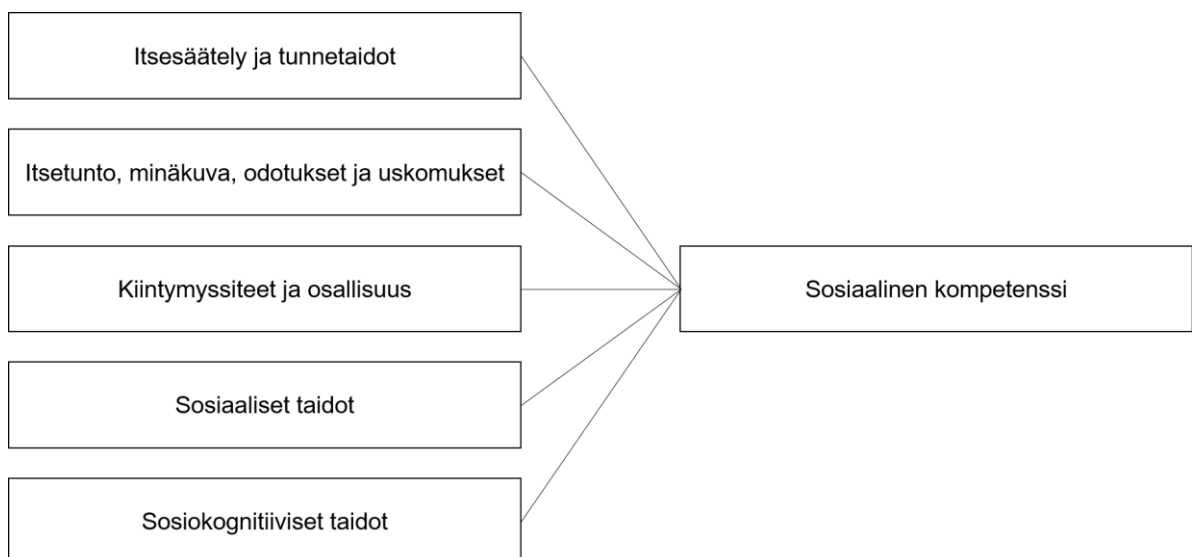 Itsesäätely ja tunnetaidot
Itsetunto, minäkuva, odotukset ja uskomukset
Kiintymyssiteet ja osallisuus
Sosiaalinen kompetenssi
Sosiaaliset taidot
Sosiokognitiiviset taidot